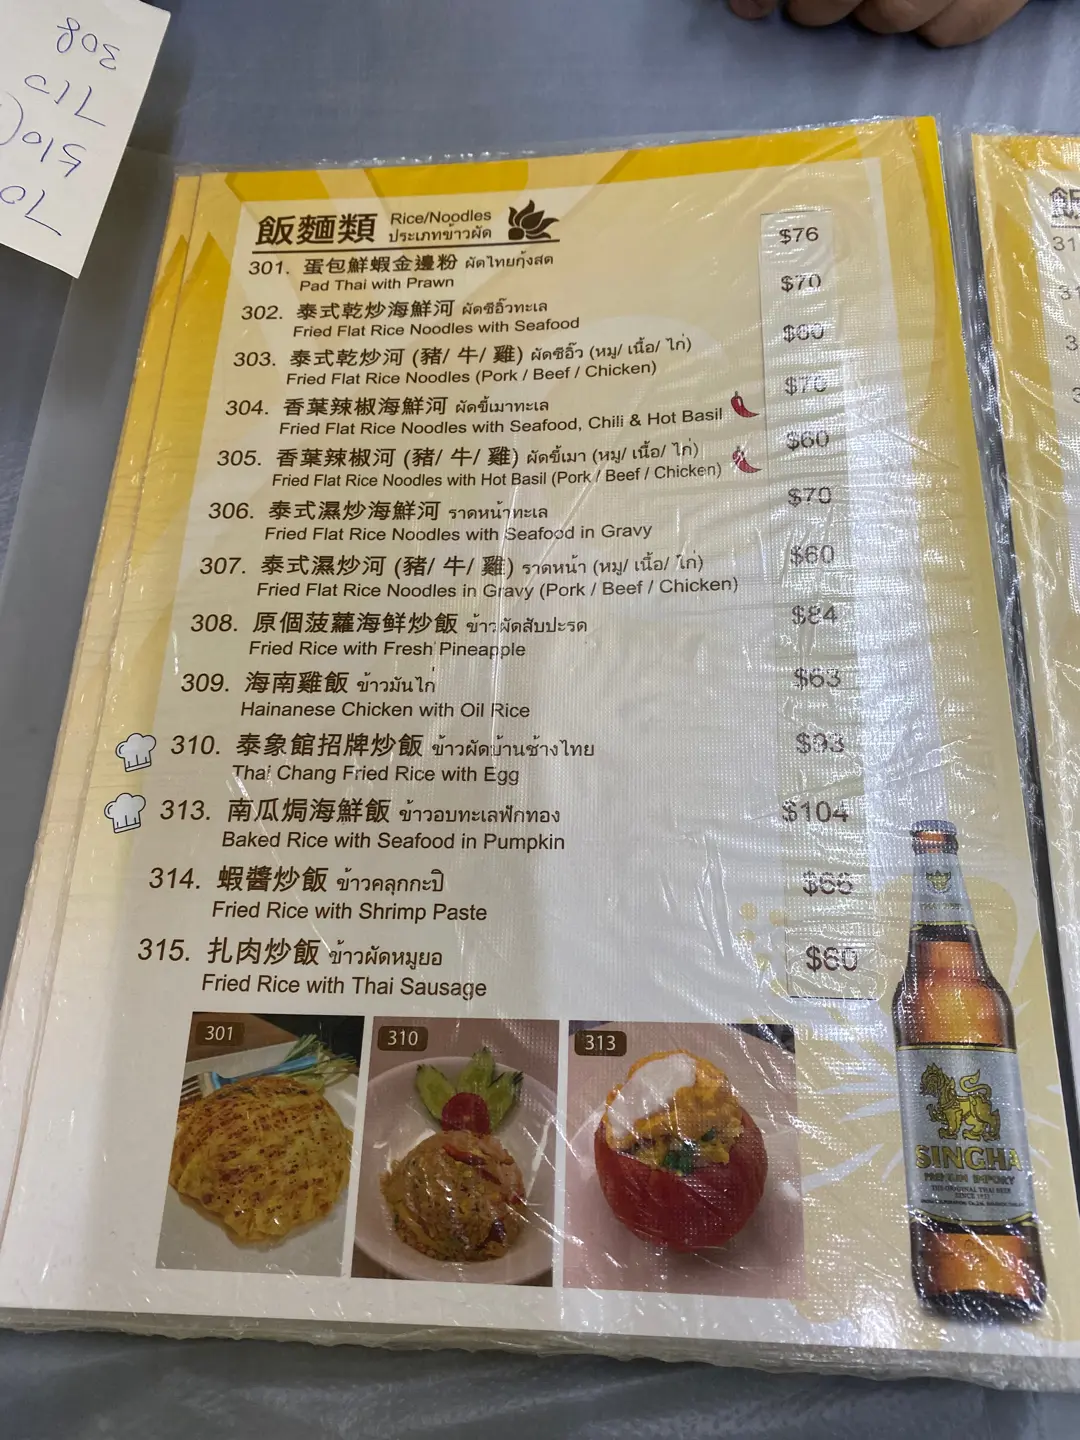 308
710
510
70
飯麵類 Rice/Noodles
ประเภทข้าวผัด
301. 蛋包鮮蝦金邊粉 ผัดไทยกุ้งสด $76
Pad Thai with Prawn
302. 泰式乾炒海鮮河 ผัดซีอิ๊วทะเล $70
Fried Flat Rice Noodles with Seafood
303. 泰式乾炒河 (豬/ 牛/ 雞) ผัดซีอิ๊ว (หมู/ เนื้อ/ ไก่) $60
Fried Flat Rice Noodles (Pork / Beef / Chicken)
304. 香葉辣椒海鮮河 ผัดขี้เมาทะเล $70
Fried Flat Rice Noodles with Seafood, Chili & Hot Basil
305. 香葉辣椒河 (豬/ 牛/ 雞) ผัดขี้เมา (หมู/ เนื้อ/ ไก่) $60
Fried Flat Rice Noodles with Hot Basil (Pork / Beef / Chicken)
306. 泰式濕炒海鮮河 ราดหน้าทะเล $70
Fried Flat Rice Noodles with Seafood in Gravy
307. 泰式濕炒河 (豬/ 牛/ 雞) ราดหน้า (หมู/ เนื้อ/ ไก่) $60
Fried Flat Rice Noodles in Gravy (Pork / Beef / Chicken)
308. 原個菠蘿海鮮炒飯 ข้าวผัดสับปะรด $84
Fried Rice with Fresh Pineapple
309. 海南雞飯 ข้าวมันไก่ $63
Hainanese Chicken with Oil Rice
310. 泰象館招牌炒飯 ข้าวผัดบ้านช้างไทย $93
Thai Chang Fried Rice with Egg
313. 南瓜焗海鮮飯 ข้าวอบทะเลฟักทอง $104
Baked Rice with Seafood in Pumpkin
314. 蝦醬炒飯 ข้าวคลุกกะปิ $66
Fried Rice with Shrimp Paste
315. 扎肉炒飯 ข้าวผัดหมูยอ $60
Fried Rice with Thai Sausage
301
310
313
SINGHA
PREMIUM IMPORT
THE ORIGINAL THAI BEER
SINCE 1933